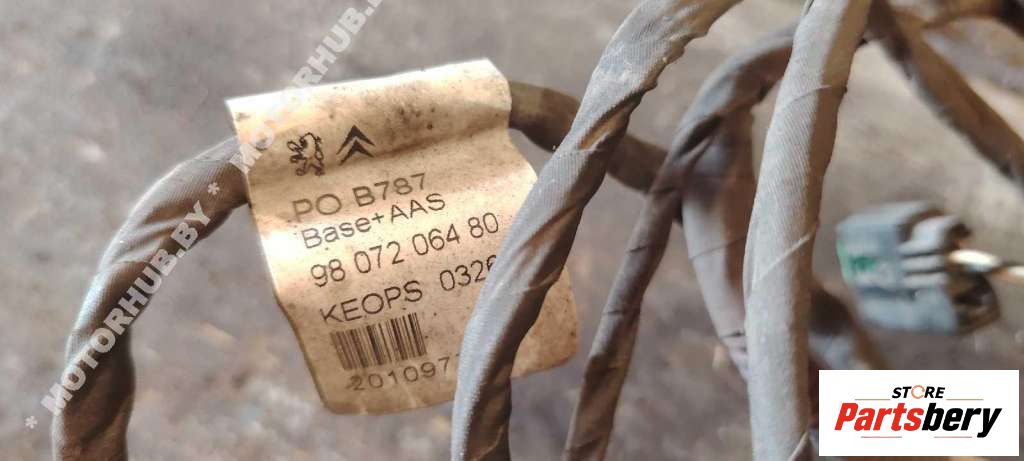 * MOTORHUB.BY * MOTORHUB.BY
PO B787
Base+AAS
98 072 064 80
KEOPS
STORE
Partsbery